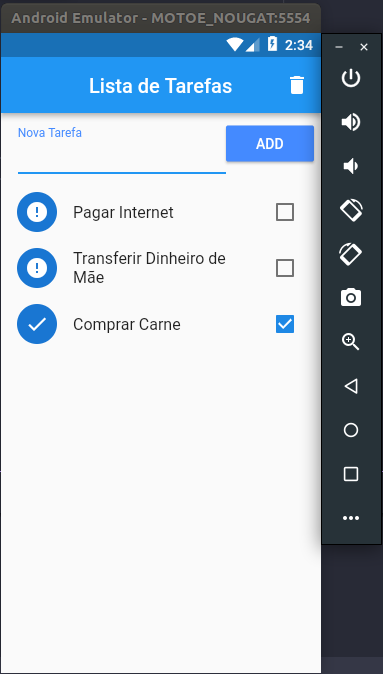 Android Emulator - MOTOE_NOUGAT:5554
2:34
Lista de Tarefas
Nova Tarefa
ADD
Pagar Internet
Transferir Dinheiro de
Mãe
Comprar Carne